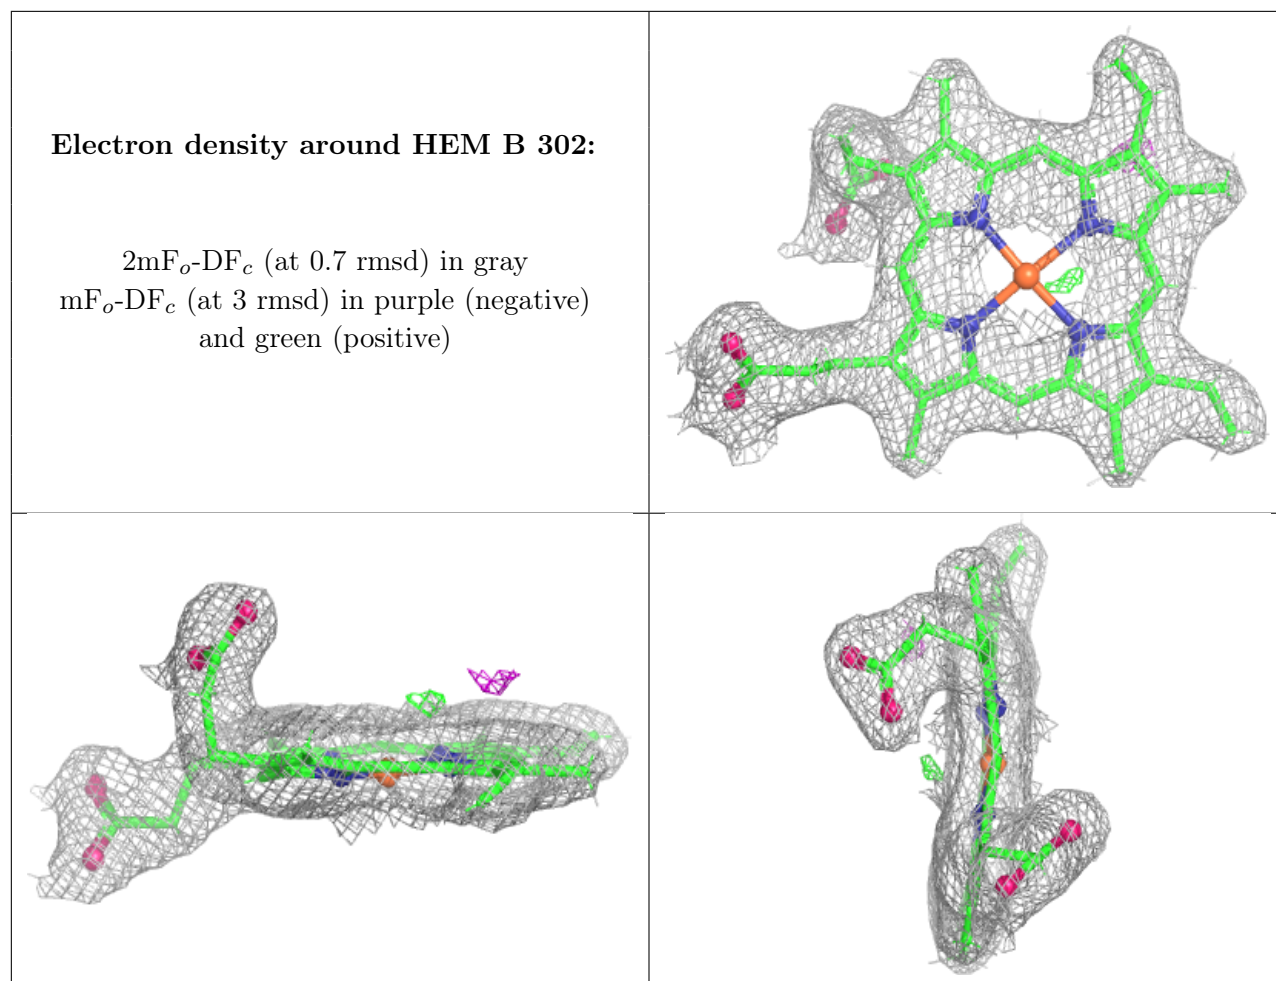 Electron density around HEM B 302:
2mFₒ-DF𝒸 (at 0.7 rmsd) in gray
mFₒ-DF𝒸 (at 3 rmsd) in purple (negative)
and green (positive)